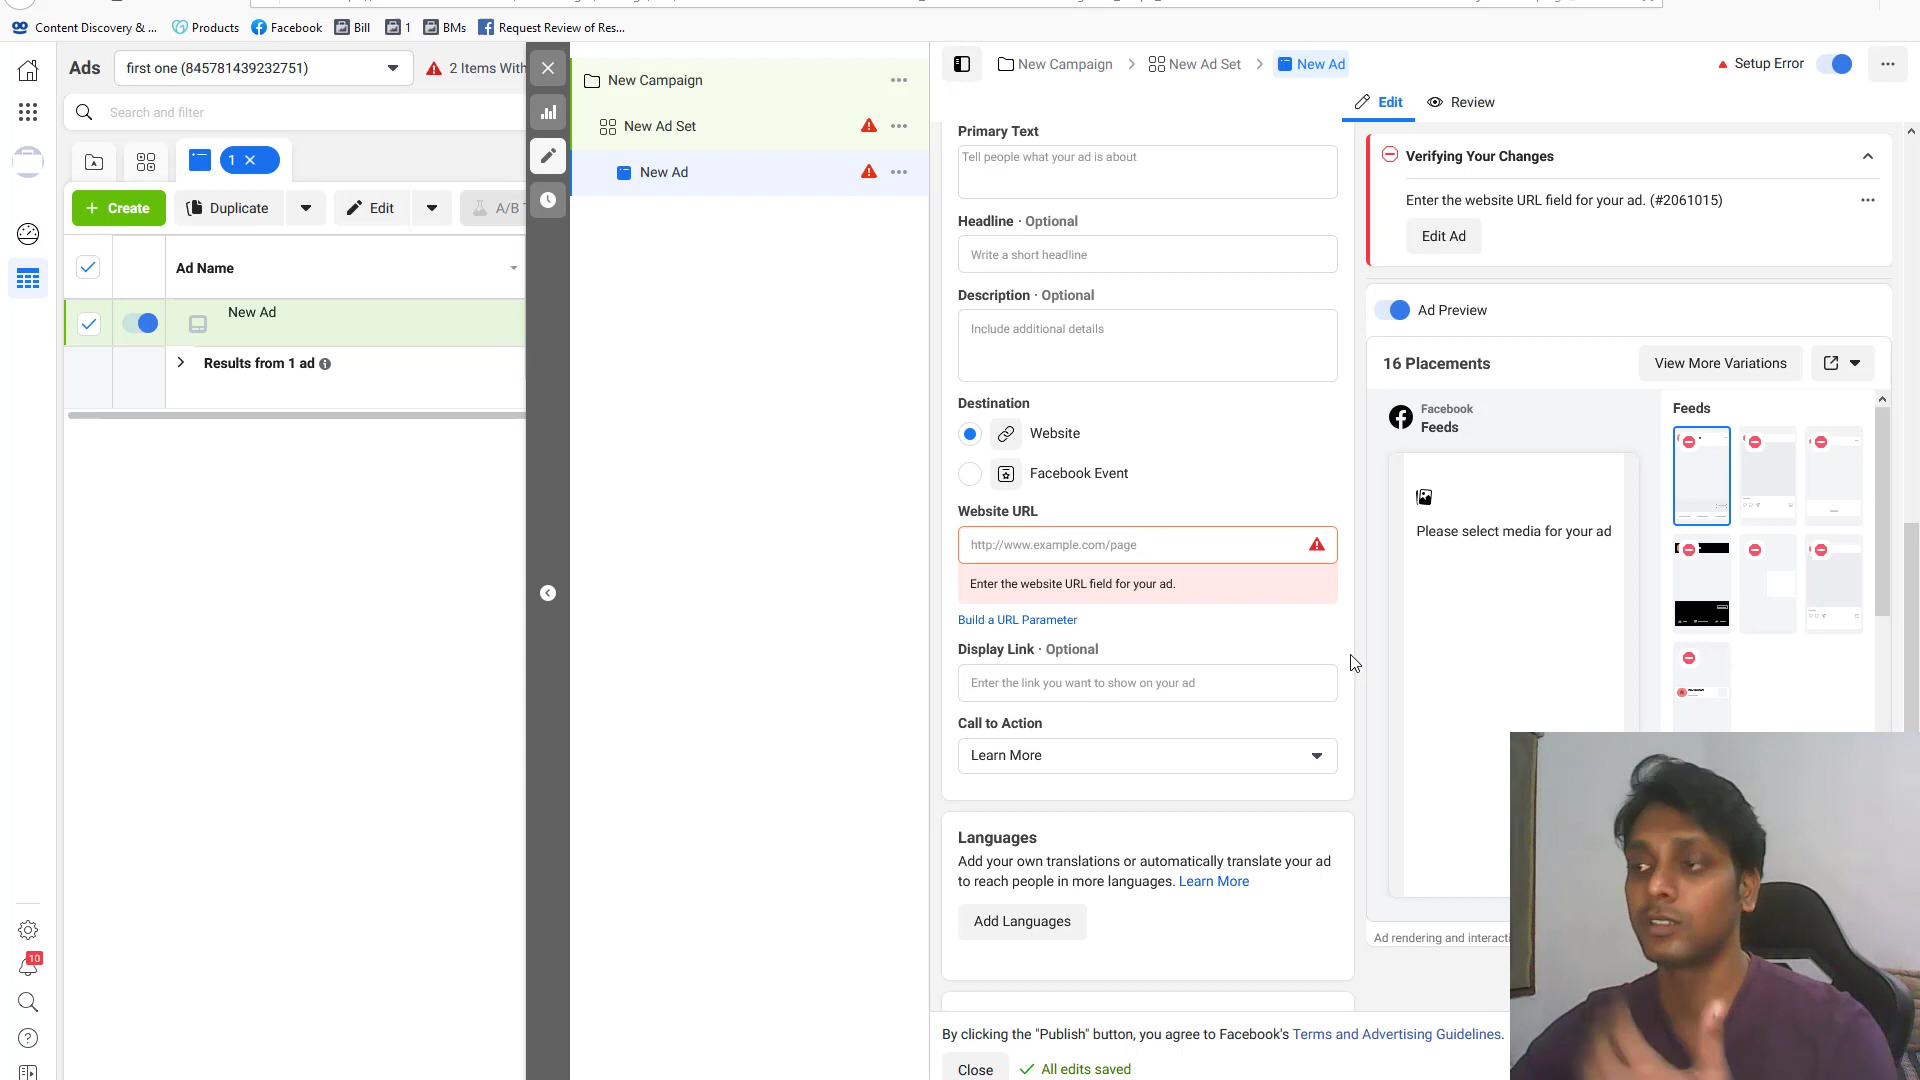 Content Discovery &...
Products
Facebook
Bill
1
BMs
Request Review of Res...
Ads
first one (845781439232751)
2 Items With
Search and filter
1
+ Create
Duplicate
Edit
A/B T
Ad Name
New Ad
Results from 1 ad
10
New Campaign
New Ad Set
New Ad
New Campaign
New Ad Set
New Ad
Setup Error
Edit
Review
Primary Text
Tell people what your ad is about
Headline · Optional
Write a short headline
Description · Optional
Include additional details
Destination
Website
Facebook Event
Website URL
http://www.example.com/page
Enter the website URL field for your ad.
Build a URL Parameter
Display Link · Optional
Enter the link you want to show on your ad
Call to Action
Learn More
Languages
Add your own translations or automatically translate your ad
to reach people in more languages. Learn More
Add Languages
Verifying Your Changes
Enter the website URL field for your ad. (#2061015)
Edit Ad
Ad Preview
16 Placements
View More Variations
Facebook
Feeds
Feeds
Please select media for your ad
Ad rendering and interacti
By clicking the "Publish" button, you agree to Facebook's Terms and Advertising Guidelines.
Close
All edits saved